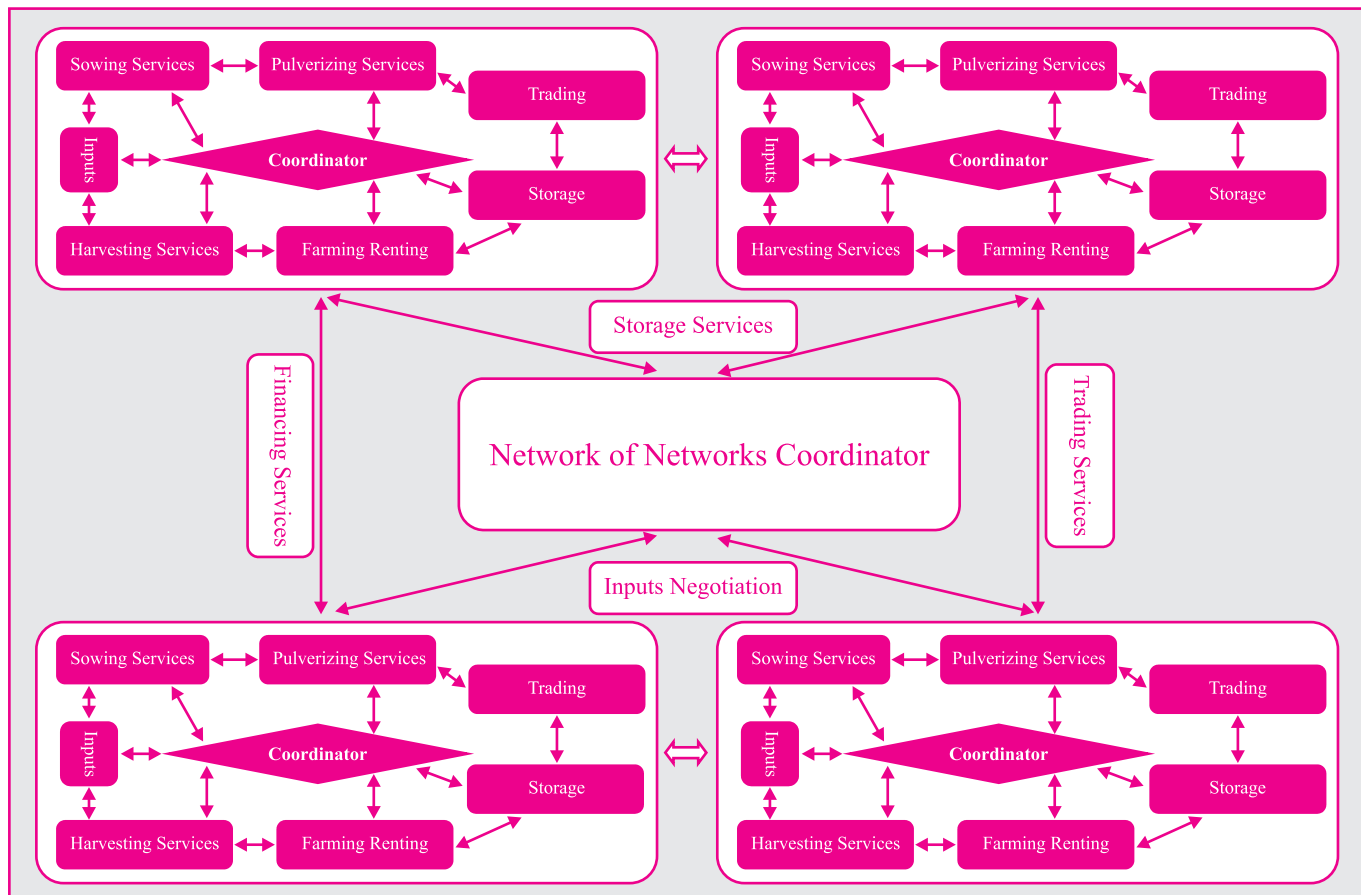 Sowing Services
Pulverizing Services
Trading
Inputs
Coordinator
Storage
Harvesting Services
Farming Renting
Sowing Services
Pulverizing Services
Trading
Inputs
Coordinator
Storage
Harvesting Services
Farming Renting
Storage Services
Financing Services
Network of Networks Coordinator
Trading Services
Inputs Negotiation
Sowing Services
Pulverizing Services
Trading
Inputs
Coordinator
Storage
Harvesting Services
Farming Renting
Sowing Services
Pulverizing Services
Trading
Inputs
Coordinator
Storage
Harvesting Services
Farming Renting